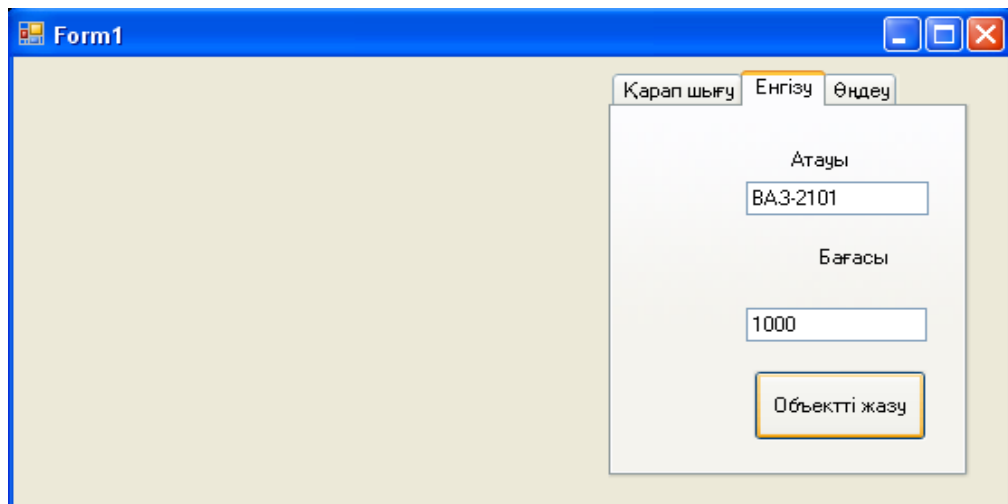 Form1
Қарап шығу Енгізу Өңдеу
Атауы
ВАЗ-2101
Бағасы
1000
Объектті жазу